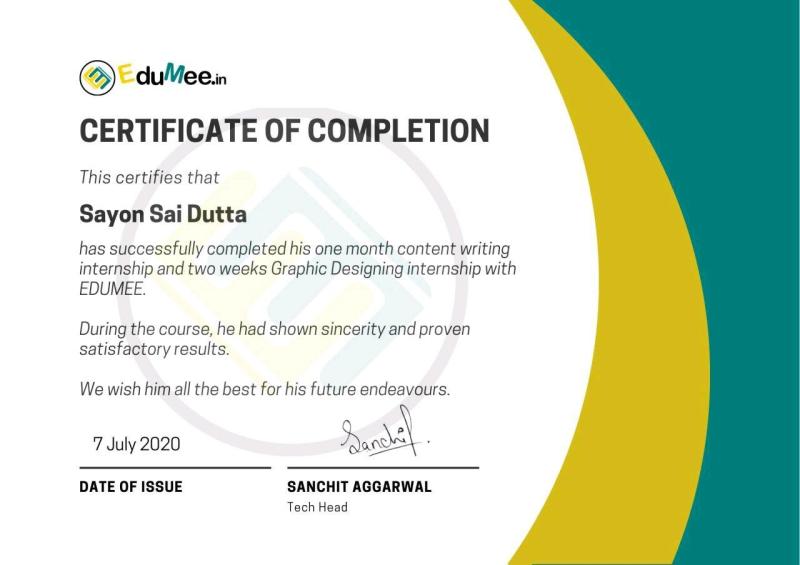 EduMee.in
CERTIFICATE OF COMPLETION
This certifies that
Sayon Sai Dutta
has successfully completed his one month content writing
internship and two weeks Graphic Designing internship with
EDUMEE.
During the course, he had shown sincerity and proven
satisfactory results.
We wish him all the best for his future endeavours.
7 July 2020
Sanchit.
DATE OF ISSUE
SANCHIT AGGARWAL
Tech Head